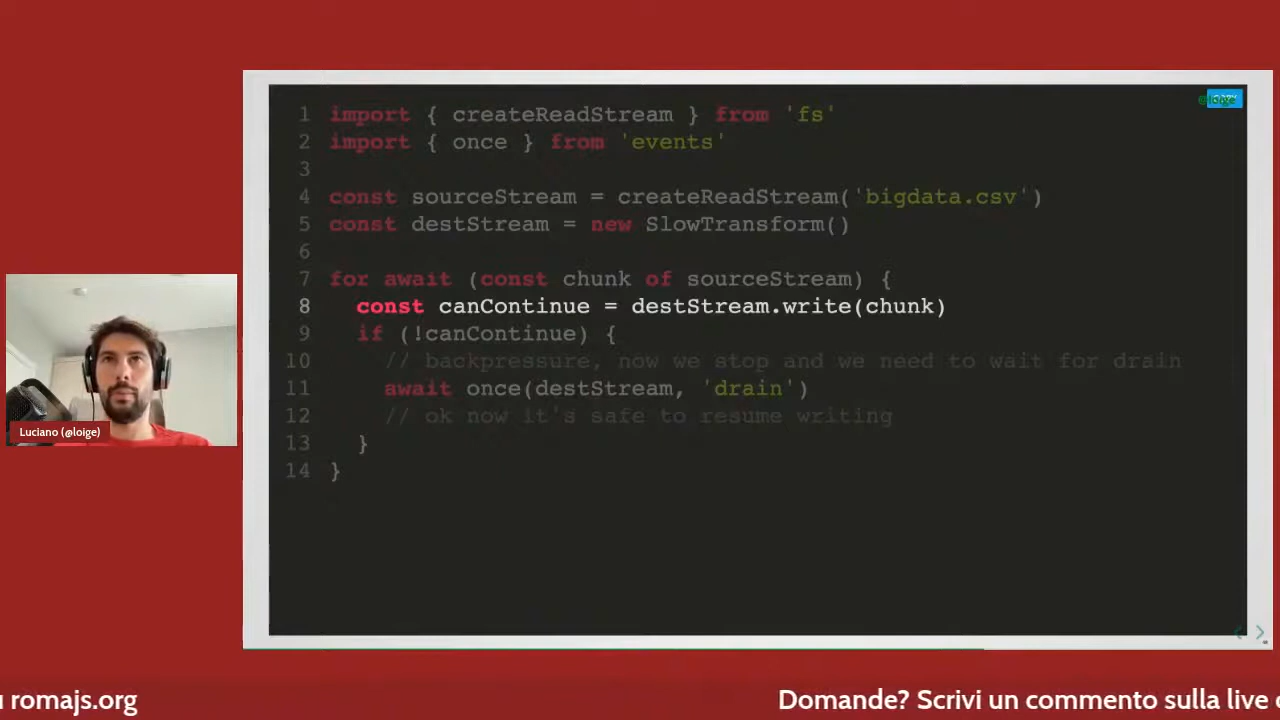 1 import { createReadStream } from 'fs'
2 import { once } from 'events'
3
4 const sourceStream = createReadStream('bigdata.csv')
5 const destStream = new SlowTransform()
6
7 for await (const chunk of sourceStream) {
8 const canContinue = destStream.write(chunk)
9 if (!canContinue) {
10 // backpressure, now we stop and we need to wait for drain
11 await once(destStream, 'drain')
12 // ok now it's safe to resume writing
13 }
14 }
@loige
Luciano (@loige)
romajs.org
Domande? Scrivi un commento sulla live